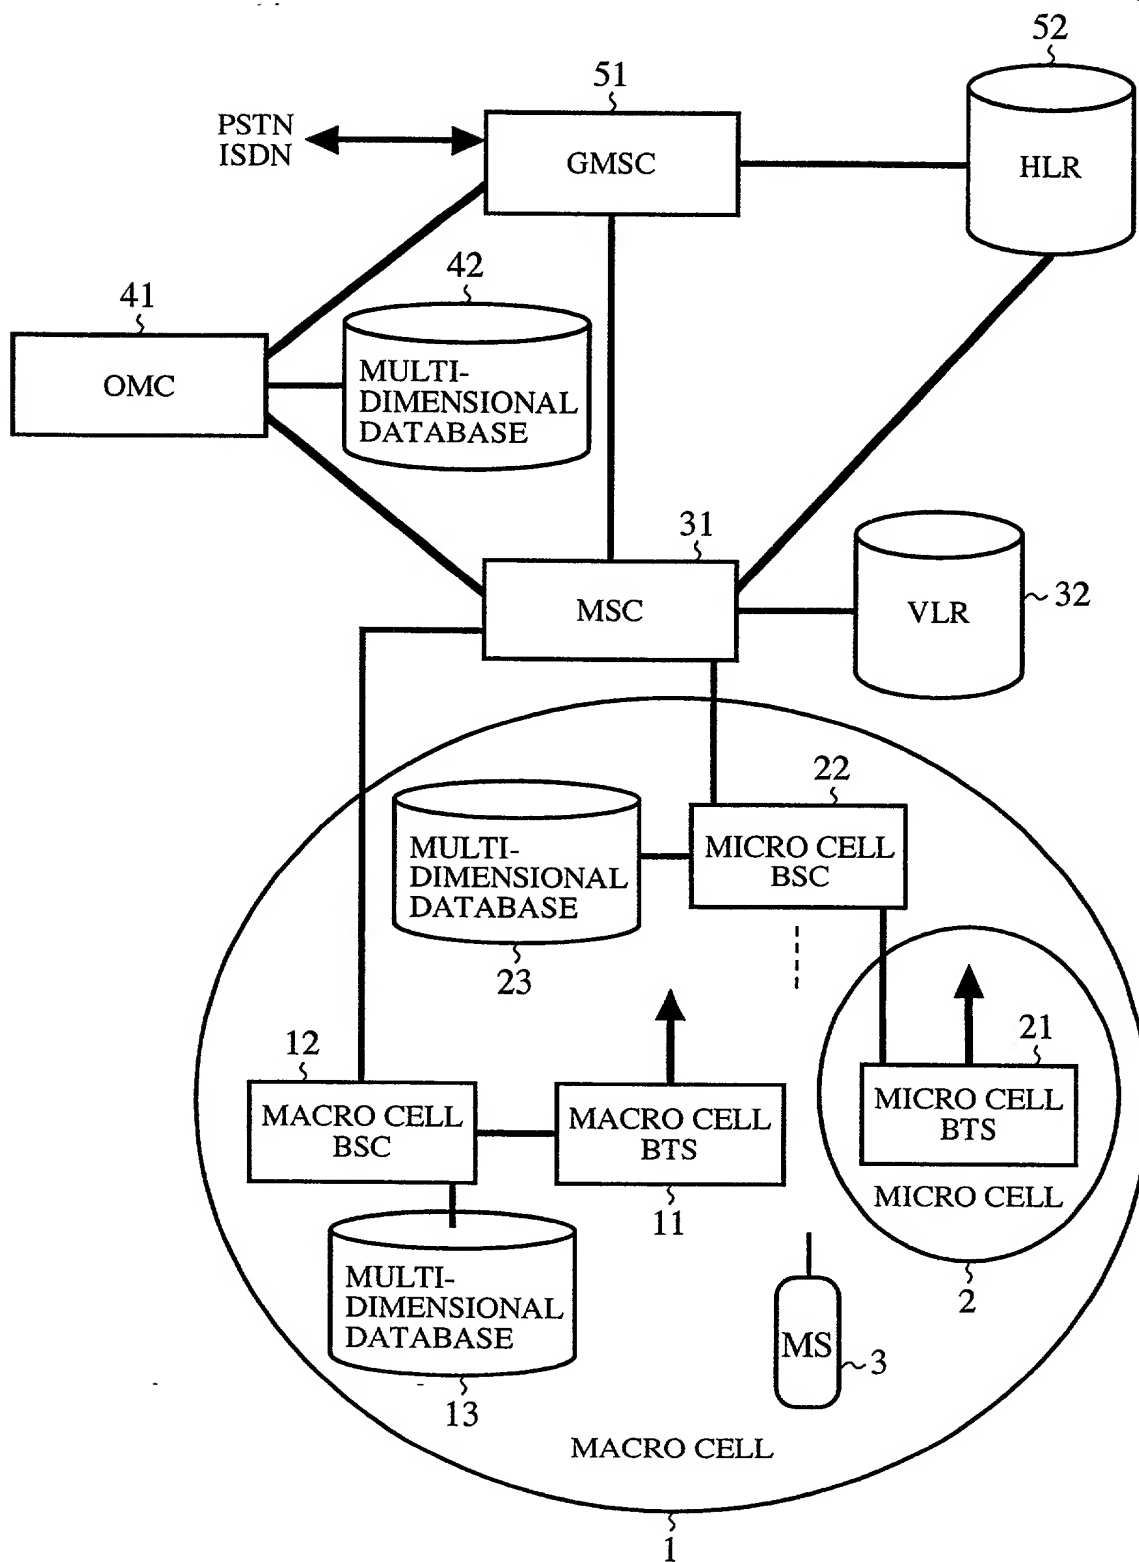 52
51
PSTN
ISDN
GMSC
HLR
42
41
OMC
MULTI-
DIMENSIONAL
DATABASE
31
MSC
VLR
32
22
MULTI-
DIMENSIONAL
DATABASE
MICRO CELL
BSC
23
21
12
MACRO CELL
BSC
MACRO CELL
BTS
MICRO CELL
BTS
MICRO CELL
11
2
MULTI-
DIMENSIONAL
DATABASE
MS
3
13
MACRO CELL
1